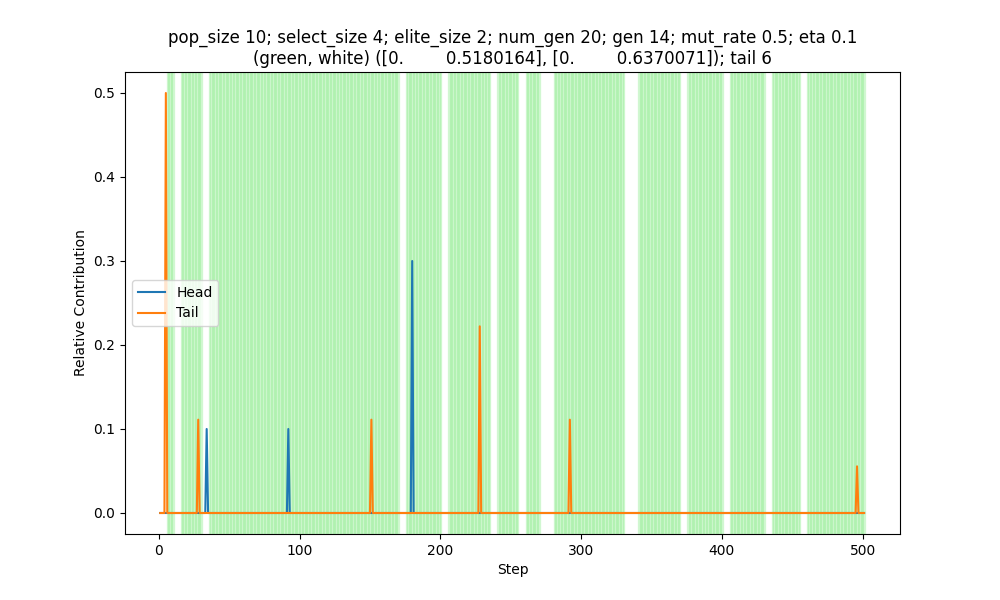 pop_size 10; select_size 4; elite_size 2; num_gen 20; gen 14; mut_rate 0.5; eta 0.1
(green, white) ([0.        0.5180164], [0.        0.6370071]); tail 6
0.5
0.4
0.3
0.2
0.1
0.0
Relative Contribution
Head
Tail
0
100
200
300
400
500
Step